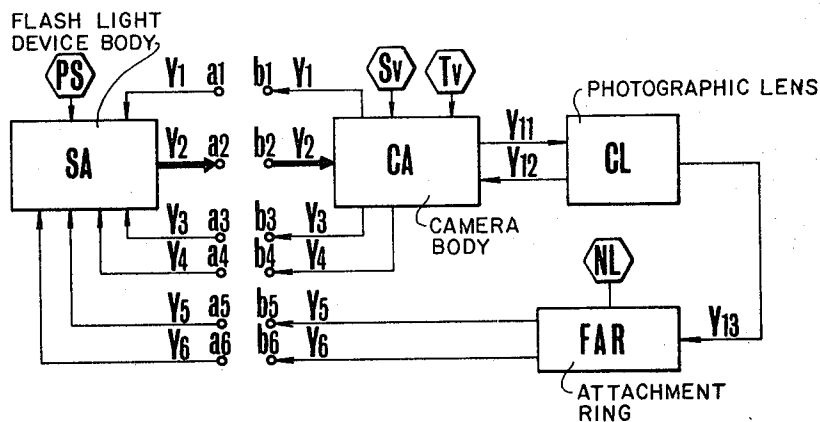 FLASH LIGHT
DEVICE BODY
PS
Y1 a1 b1 Y1
Sv Tv
PHOTOGRAPHIC LENS
SA
Y2 a2 b2 Y2
CA
Y11
Y12
CL
Y3 a3 b3 Y3
Y4 a4 b4 Y4
CAMERA
BODY
NL
Y5 a5 b5 Y5
Y6 a6 b6 Y6
FAR
Y13
ATTACHMENT
RING